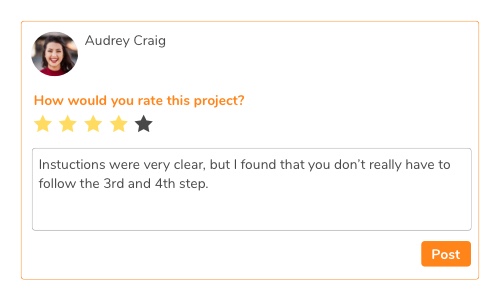 Audrey Craig
How would you rate this project?
Instuctions were very clear, but I found that you don't really have to
follow the 3rd and 4th step.
Post